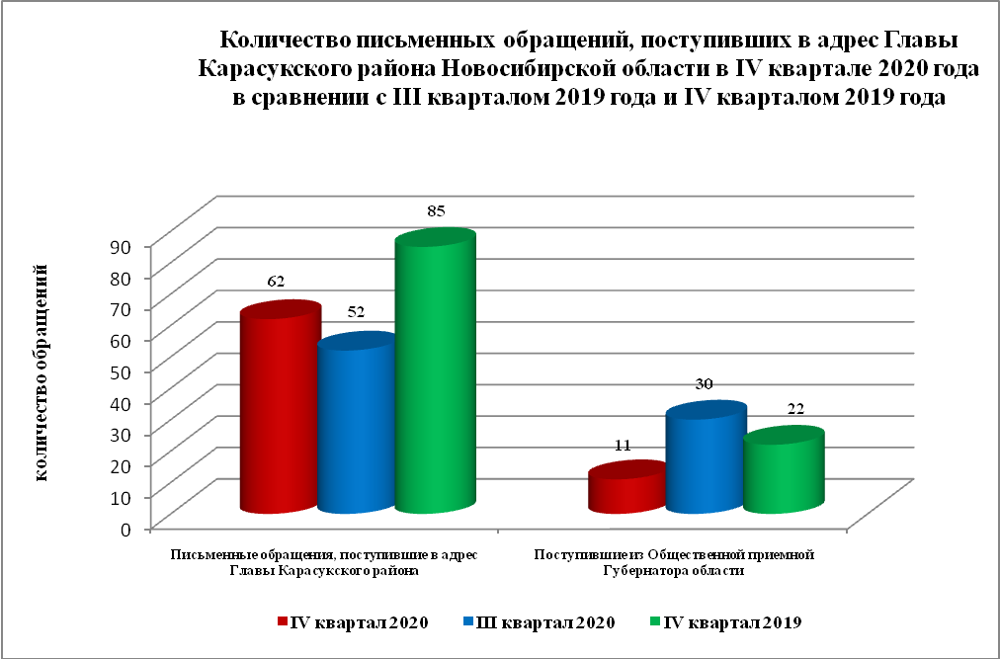 Количество письменных обращений, поступивших в адрес Главы
Карасукского района Новосибирской области в IV квартале 2020 года
в сравнении с III кварталом 2019 года и IV кварталом 2019 года
количество обращений
90
80
70
60
50
40
30
20
10
0
62
52
85
11
30
22
Письменные обращения, поступившие в адрес
Главы Карасукского района
Поступившие из Общественной приемной
Губернатора области
IV квартал 2020
III квартал 2020
IV квартал 2019